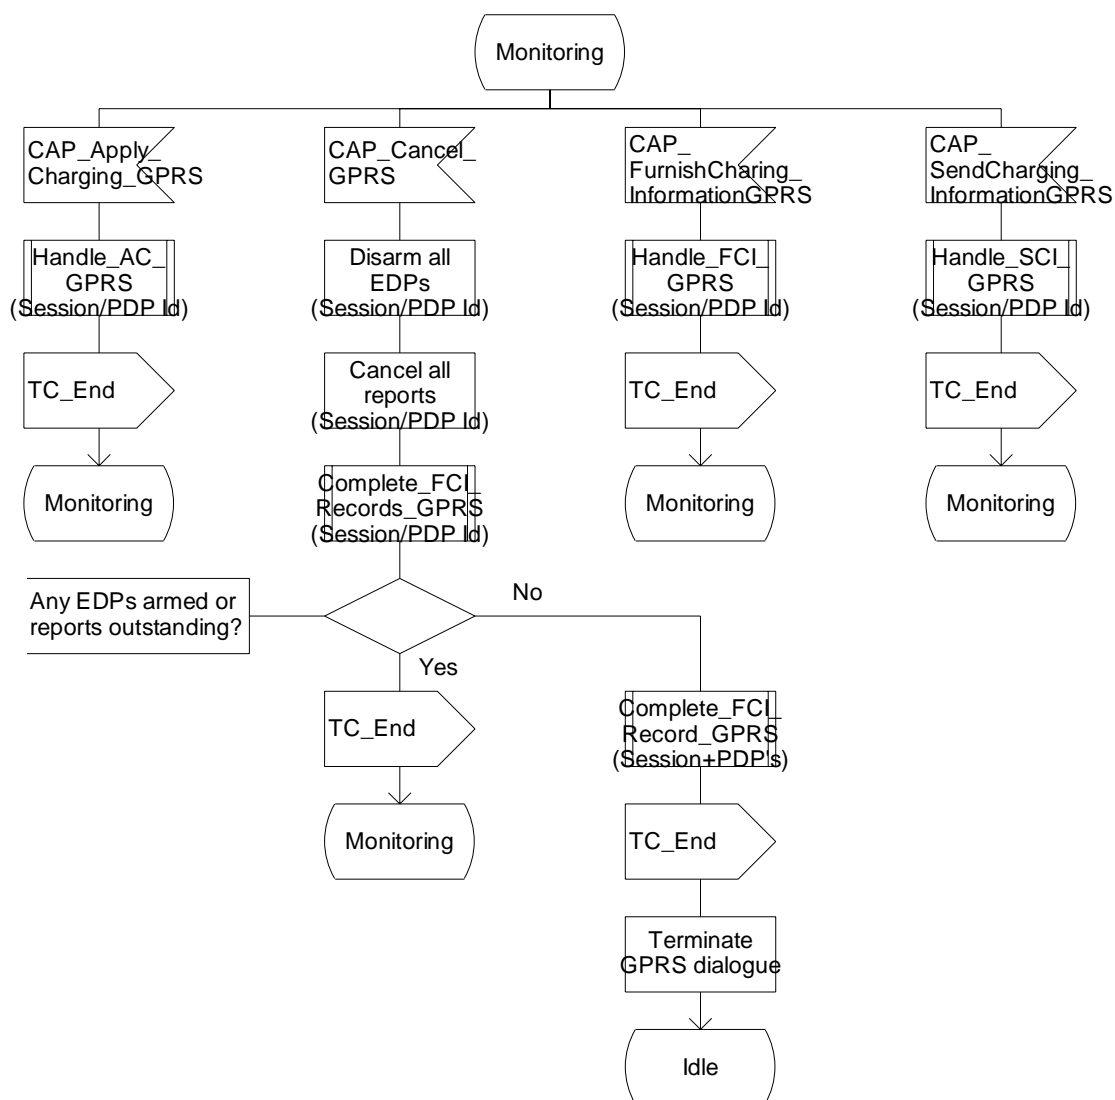 Monitoring
CAP_Apply_
Charging_GPRS
CAP_Cancel_
GPRS
CAP_
FurnishCharing_
InformationGPRS
CAP_
SendCharging_
InformationGPRS
Handle_AC_
GPRS
(Session/PDP Id)
Disarm all
EDPs
(Session/PDP Id)
Handle_FCI_
GPRS
(Session/PDP Id)
Handle_SCI_
GPRS
(Session/PDP Id)
TC_End
Cancel all
reports
(Session/PDP Id)
TC_End
TC_End
Monitoring
Complete_FCI_
Records_GPRS
(Session/PDP Id)
Monitoring
Monitoring
Any EDPs armed or
reports outstanding?
No
Yes
TC_End
Complete_FCI_
Record_GPRS
(Session+PDP's)
Monitoring
TC_End
Terminate
GPRS dialogue
Idle